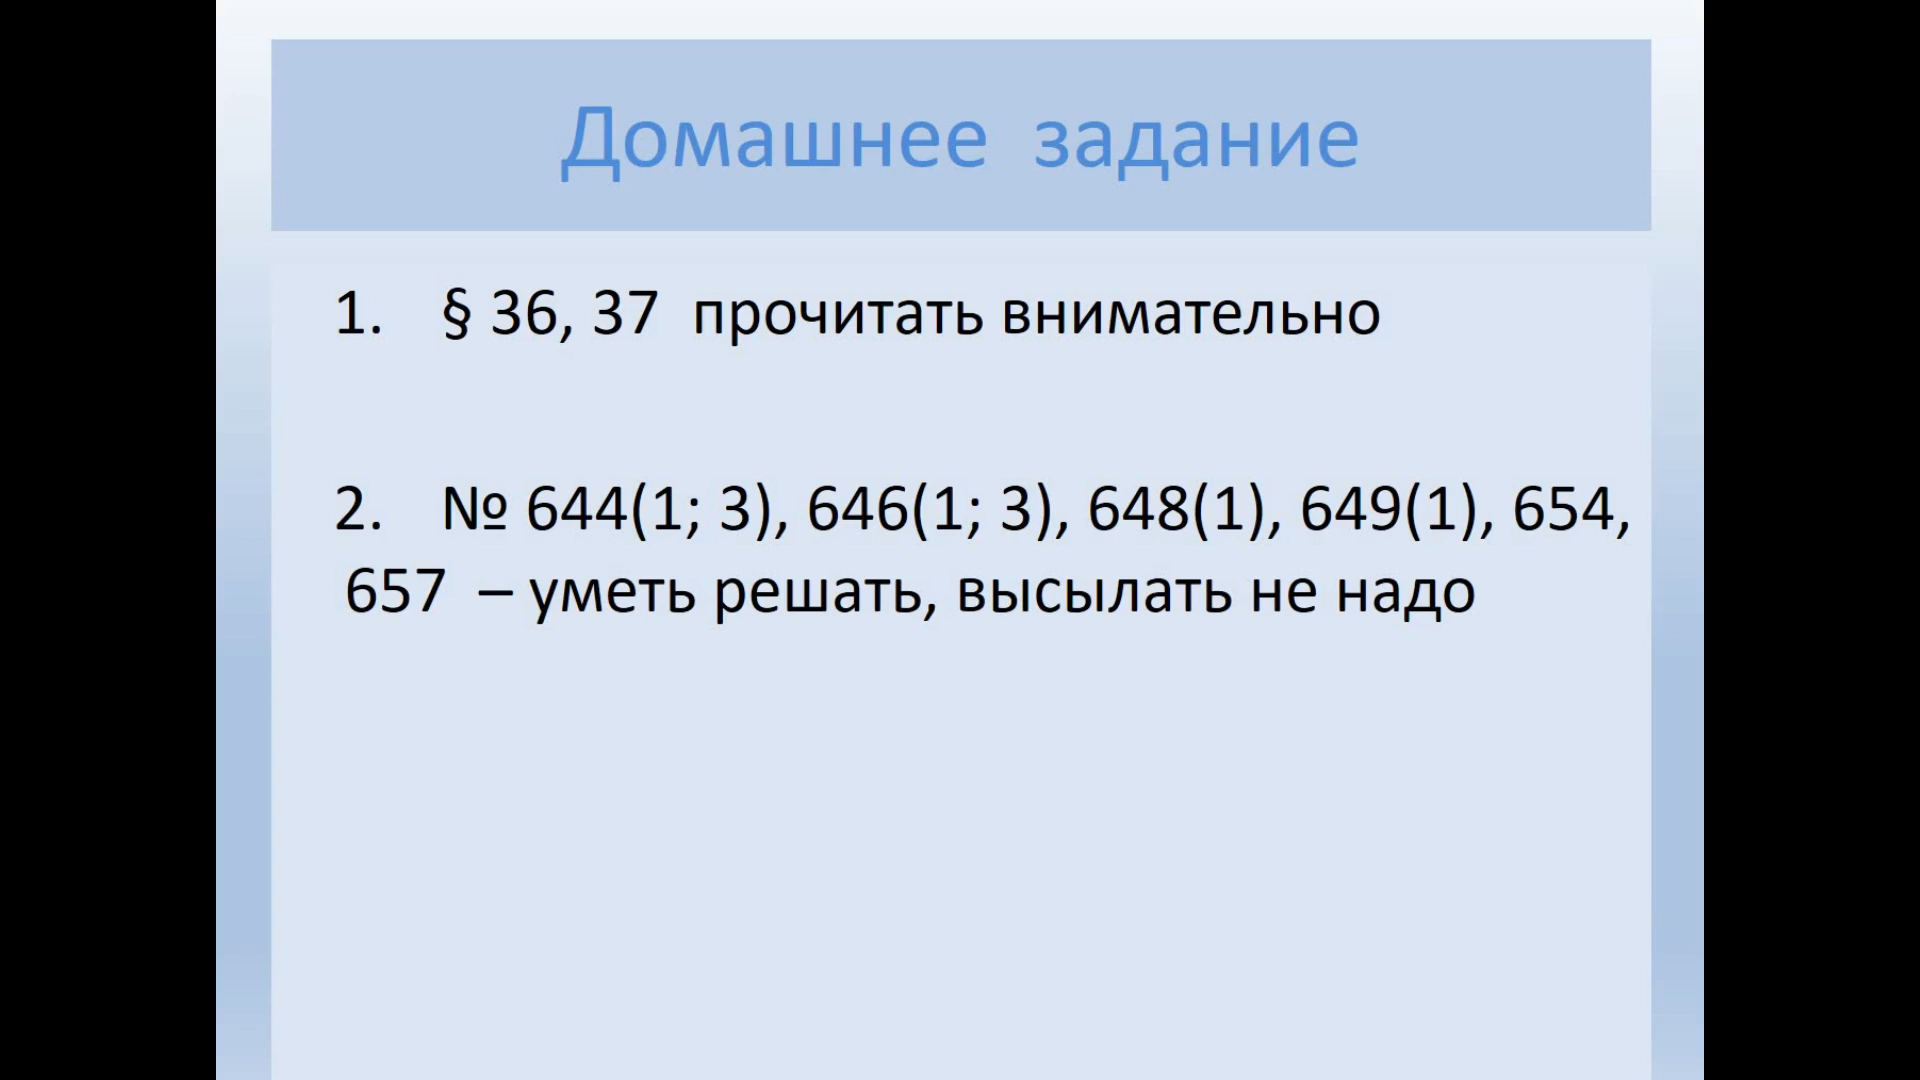 Домашнее задание
1. § 36, 37 прочитать внимательно
2. № 644(1; 3), 646(1; 3), 648(1), 649(1), 654,
657 – уметь решать, высылать не надо